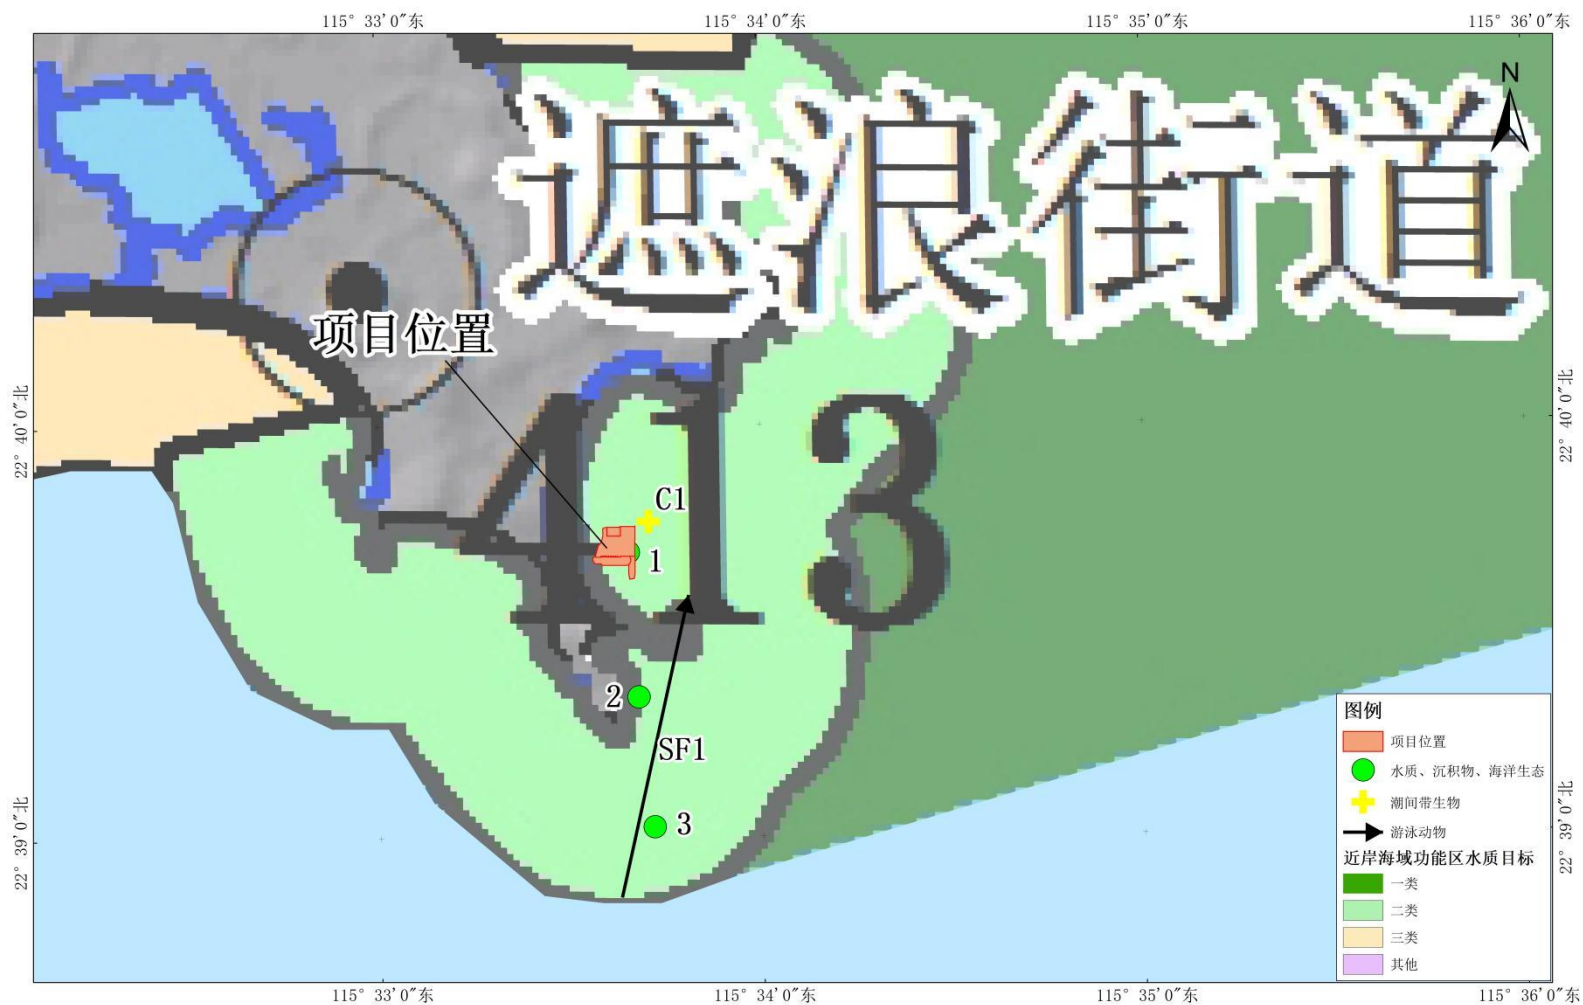 115° 33′0″东
115° 34′0″东
115° 35′0″东
115° 36′0″东
N
遮浪街道
项目位置
22° 40′0″北
22° 40′0″北
413
C1
1
2
SF1
3
22° 39′0″北
22° 39′0″北
图例
项目位置
水质、沉积物、海洋生态
潮间带生物
游泳动物
近岸海域功能区水质目标
一类
二类
三类
其他
115° 33′0″东
115° 34′0″东
115° 35′0″东
115° 36′0″东